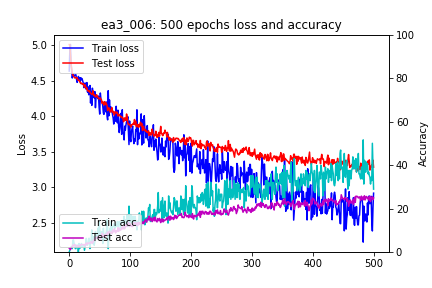 ea3_006: 500 epochs loss and accuracy
Train loss
Test loss
Train acc
Test acc
Loss
5.0
4.5
4.0
3.5
3.0
2.5
Accuracy
100
80
60
40
20
0
0
100
200
300
400
500